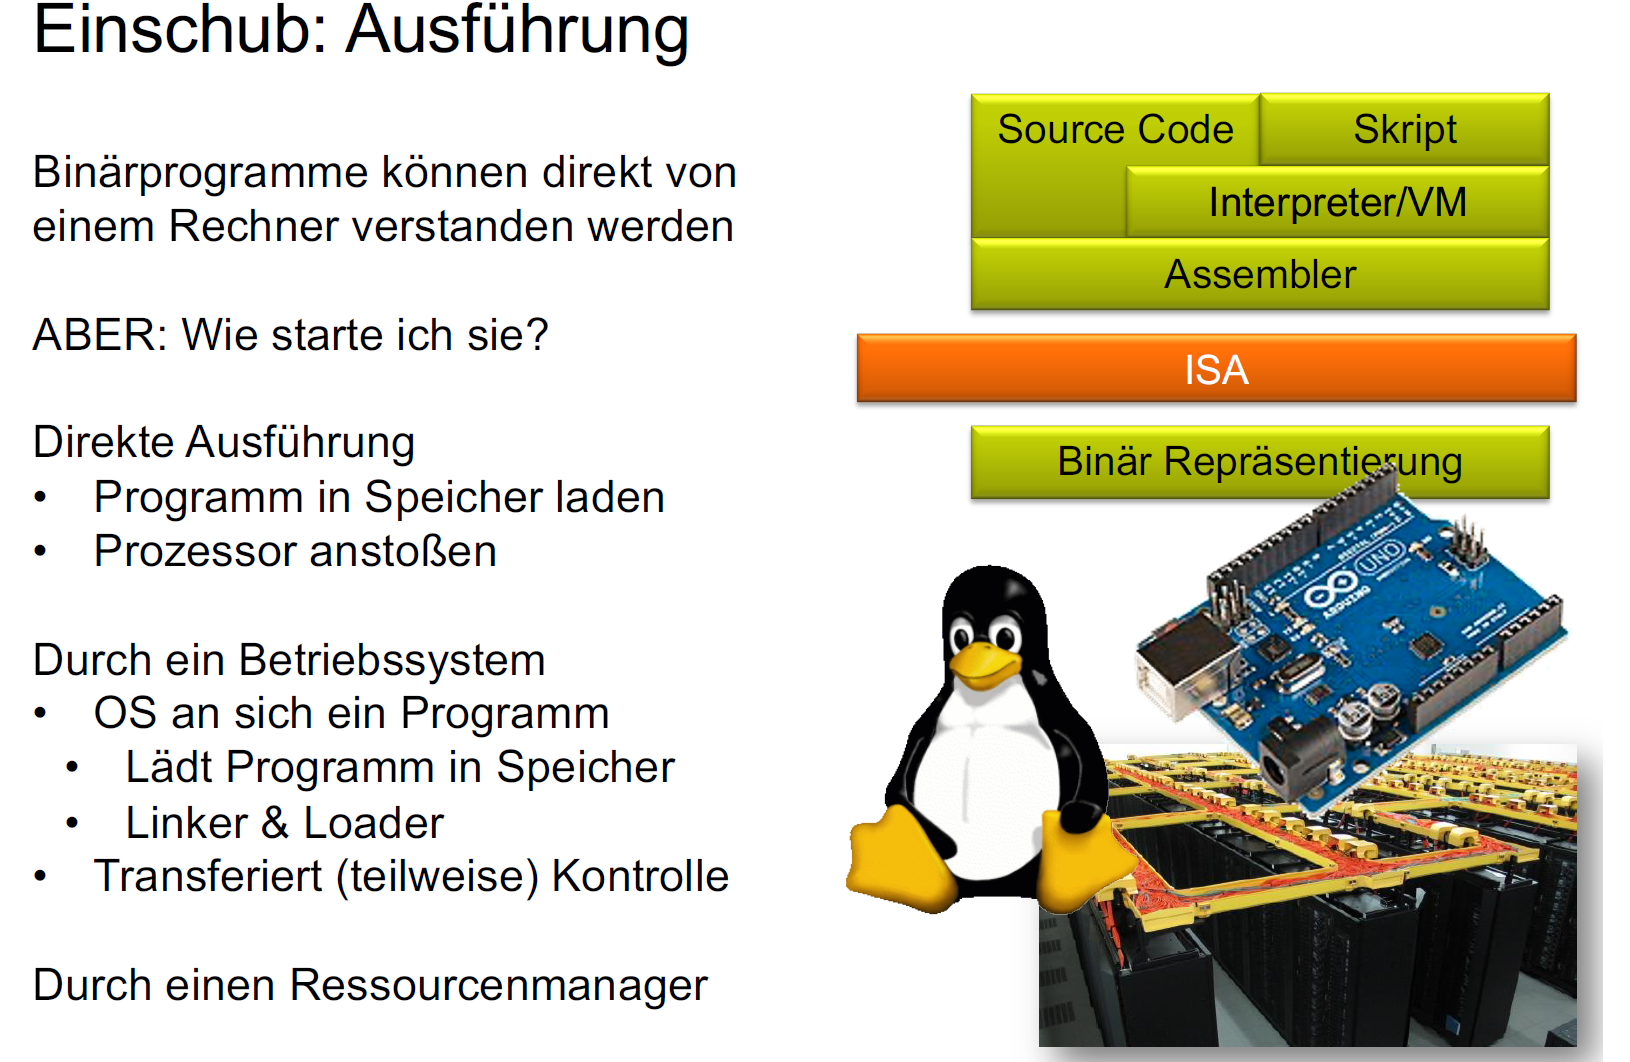 Einschub: Ausführung
Binärprogramme können direkt von
einem Rechner verstanden werden
ABER: Wie starte ich sie?
Direkte Ausführung
• Programm in Speicher laden
• Prozessor anstoßen
Durch ein Betriebssystem
• OS an sich ein Programm
• Lädt Programm in Speicher
• Linker & Loader
• Transferiert (teilweise) Kontrolle
Durch einen Ressourcenmanager
Source Code
Skript
Interpreter/VM
Assembler
ISA
Binär Repräsentierung
UNO
ARDUINO